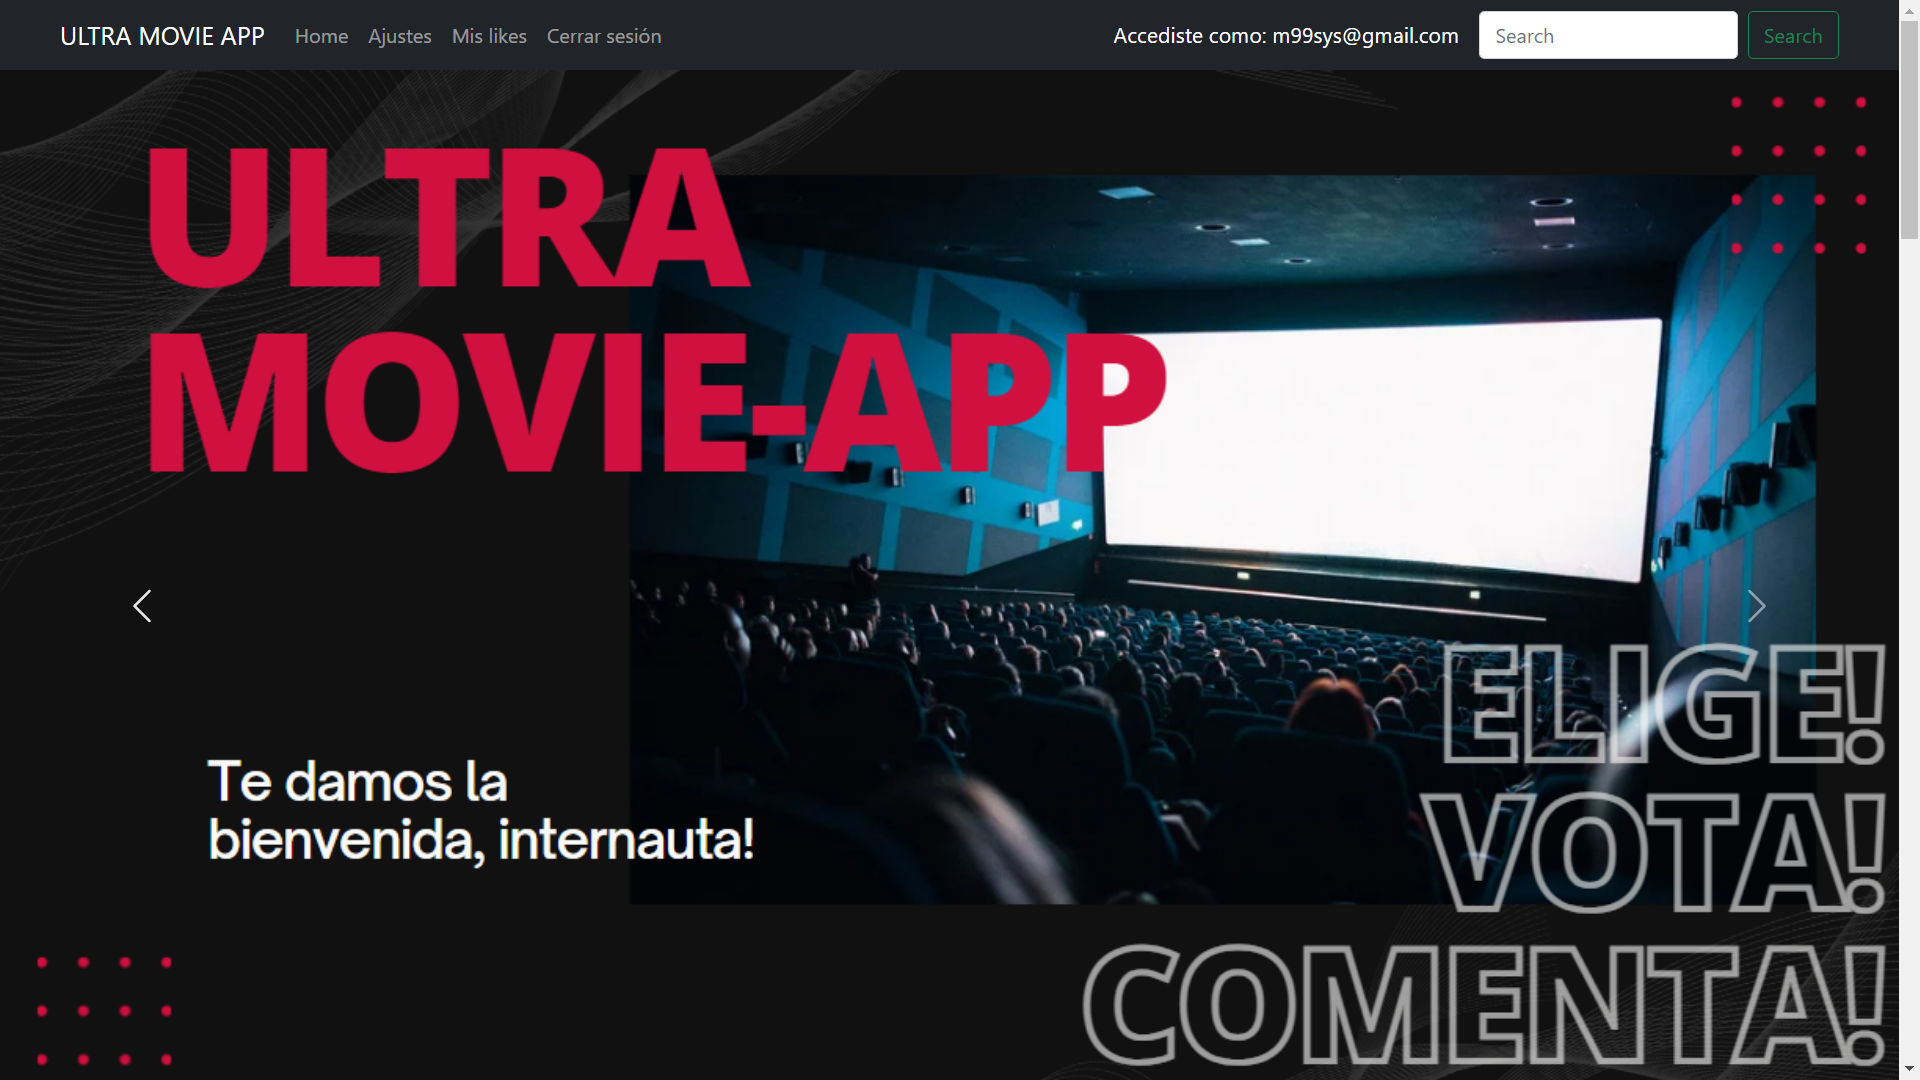 ULTRA MOVIE APP Home Ajustes Mis likes Cerrar sesión Accediste como: m99sys@gmail.com Search Search
ULTRA
MOVIE-APP
Te damos la
bienvenida, internauta!
ELIGE!
VOTA!
COMENTA!